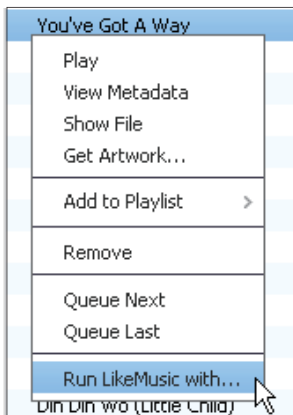 You've Got A Way
Play
View Metadata
Show File
Get Artwork...
Add to Playlist
Remove
Queue Next
Queue Last
Run LikeMusic with...
Din Din Wo (Little Child)